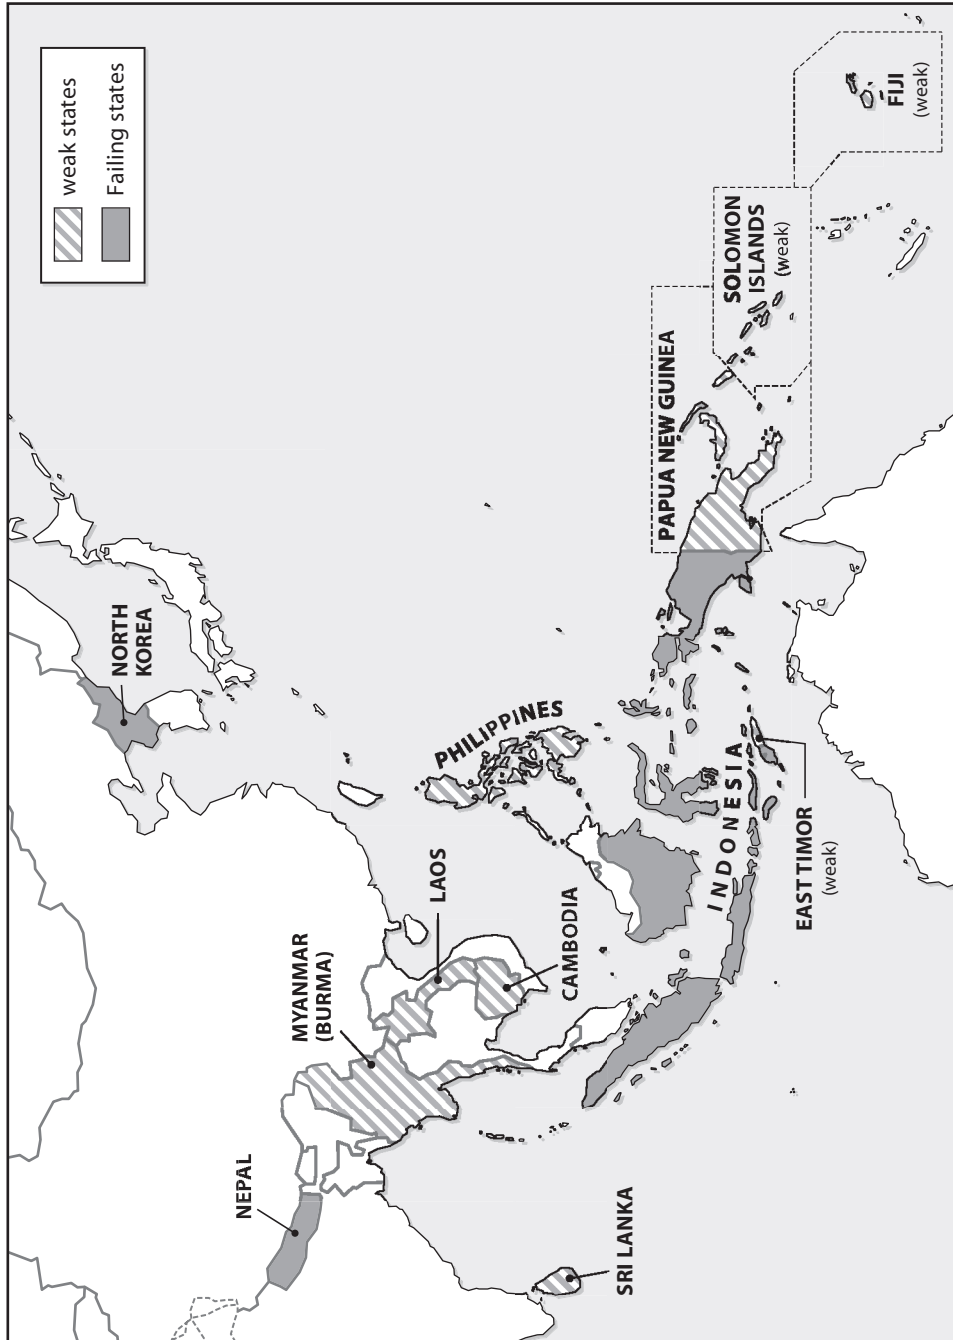 weak states
Failing states
NORTH
KOREA
NEPAL
MYANMAR
(BURMA)
LAOS
CAMBODIA
PHILIPPINES
SRI LANKA
INDONESIA
EAST TIMOR
(weak)
PAPUA NEW GUINEA
SOLOMON
ISLANDS
(weak)
FIJI
(weak)